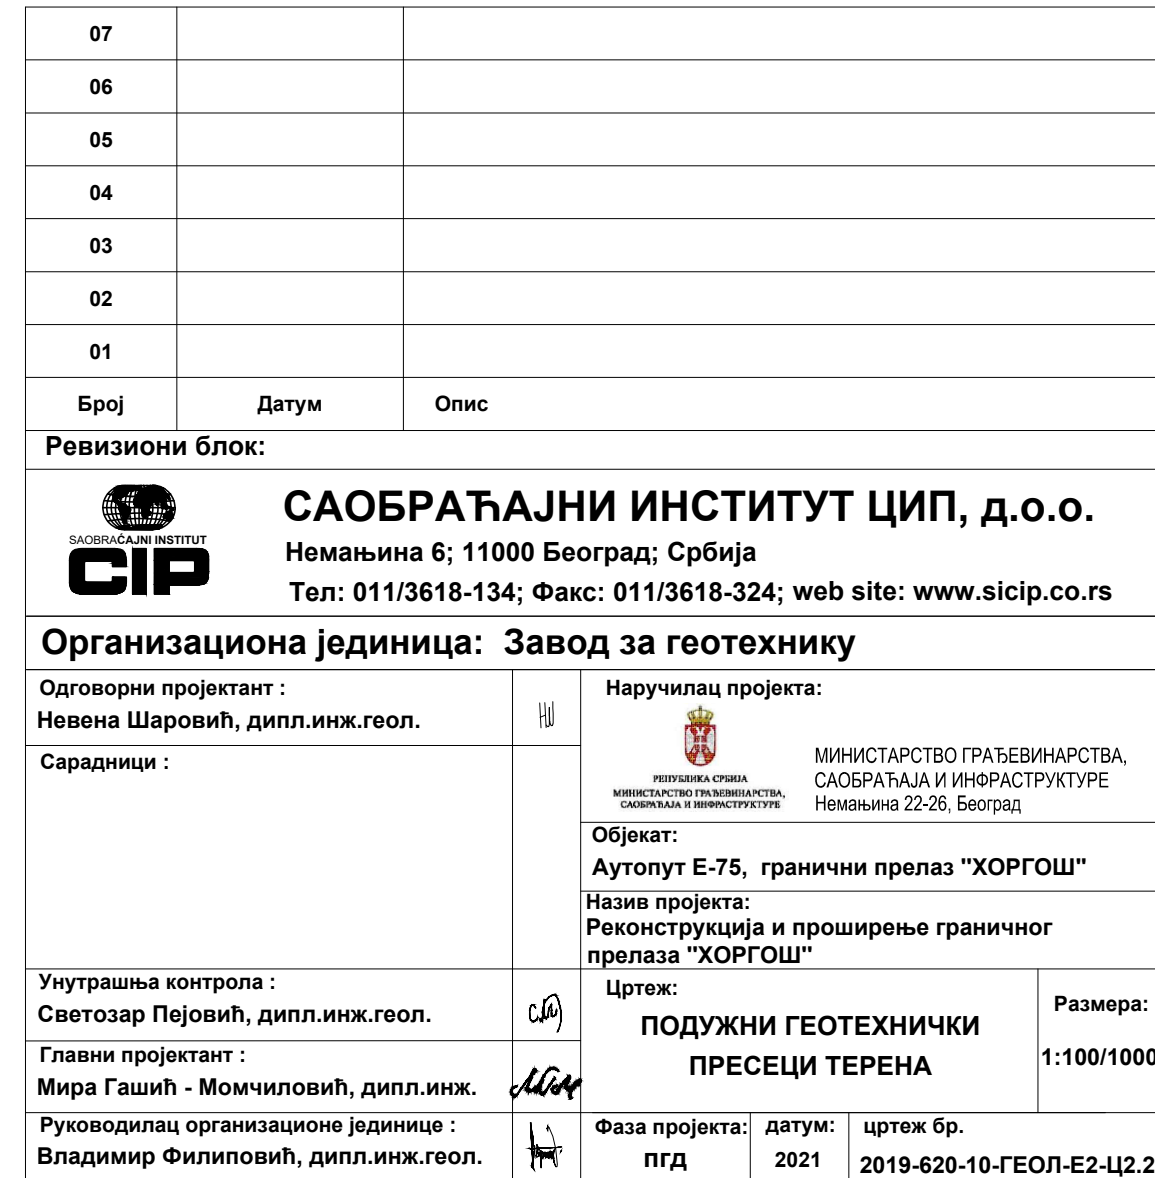 07
06
05
04
03
02
01
Број Датум Опис
Ревизиони блок:
SAOBRAĆAJNI INSTITUT
CIP
САОБРАЋАЈНИ ИНСТИТУТ ЦИП, д.о.о.
Немањина 6; 11000 Београд; Србија
Тел: 011/3618-134; Факс: 011/3618-324; web site: www.sicip.co.rs
Организациона јединица: Завод за геотехнику
Одговорни пројектант :
Невена Шаровић, дипл.инж.геол.
Сарадници :
Наручилац пројекта:
РЕПУБЛИКА СРБИЈА
МИНИСТАРСТВО ГРАЂЕВИНАРСТВА,
САОБРАЋАЈА И ИНФРАСТРУКТУРЕ
МИНИСТАРСТВО ГРАЂЕВИНАРСТВА,
САОБРАЋАЈА И ИНФРАСТРУКТУРЕ
Немањина 22-26, Београд
Објекат:
Аутопут Е-75, гранични прелаз "ХОРГОШ"
Назив пројекта:
Реконструкција и проширење граничног
прелаза "ХОРГОШ"
Унутрашња контрола :
Светозар Пејовић, дипл.инж.геол.
Главни пројектант :
Мира Гашић - Момчиловић, дипл.инж.
Руководилац организационе јединице :
Владимир Филиповић, дипл.инж.геол.
Цртеж:
ПОДУЖНИ ГЕОТЕХНИЧКИ
ПРЕСЕЦИ ТЕРЕНА
Размера:
1:100/1000
Фаза пројекта:
ПГД
датум:
2021
цртеж бр.
2019-620-10-ГЕОЛ-Е2-Ц2.2